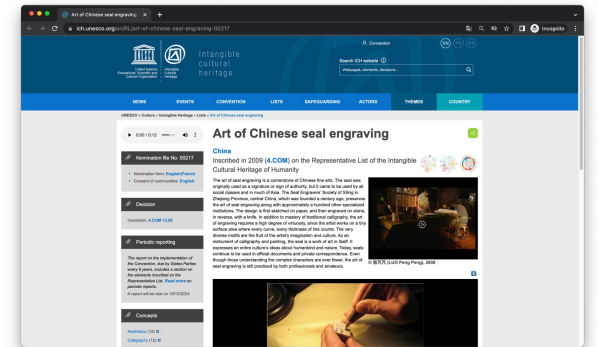 Art of Chinese seal engraving
ich.unesco.org/en/RL/art-of-chinese-seal-engraving-00217
Incognito
United Nations
Educational, Scientific and
Cultural Organization
Intangible
Cultural
Heritage
Intangible
cultural
heritage
Connection
EN
FR
ES
Search ICH website
Webpages, elements, decisions...
NEWS EVENTS CONVENTION LISTS SAFEGUARDING ACTORS THEMES COUNTRY
UNESCO » Culture » Intangible Heritage » Lists » Art of Chinese seal engraving
0:00 / 0:12
Nomination file No. 00217
Nomination form: English|French
Consent of communities: English
Decision
Inscription: 4.COM 13.06
Periodic reporting
The report on the implementation of
the Convention, due by States Parties
every 6 years, includes a section on
the elements inscribed on the
Representative List. Read more on
periodic reports.
A report will be due on 15/12/2024
Concepts
Aesthetics (72)
Calligraphy (13)
Art of Chinese seal engraving
China
Inscribed in 2009 (4.COM) on the Representative List of the Intangible
Cultural Heritage of Humanity
The art of seal engraving is a cornerstone of Chinese fine arts. The seal was
originally used as a signature or sign of authority, but it came to be used by all
social classes and in much of Asia. The Seal Engravers' Society of Xiling in
Zhejiang Province, central China, which was founded a century ago, preserves
the art of seal engraving along with approximately a hundred other specialized
institutions. The design is first sketched on paper, and then engraved on stone,
in reverse, with a knife. In addition to mastery of traditional calligraphy, the art
of engraving requires a high degree of virtuosity, since the artist works on a tiny
surface area where every curve, every thickness of line counts. The very
diverse motifs are the fruit of the artist's imagination and culture. As an
instrument of calligraphy and painting, the seal is a work of art in itself. It
expresses an entire culture's ideas about humankind and nature. Today, seals
continue to be used in official documents and private correspondence. Even
though those understanding the complex characters are ever fewer, the art of
seal engraving is still practised by both professionals and amateurs.
(LUO Peng Peng), 2008